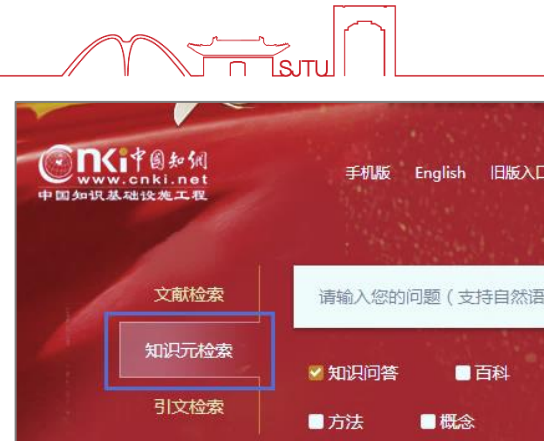 SJTU
cnki中国知网
www.cnki.net
中国知识基础设施工程
手机版 English 旧版入口
文献检索
请输入您的问题（支持自然语
知识元检索
知识问答 百科
引文检索
方法 概念